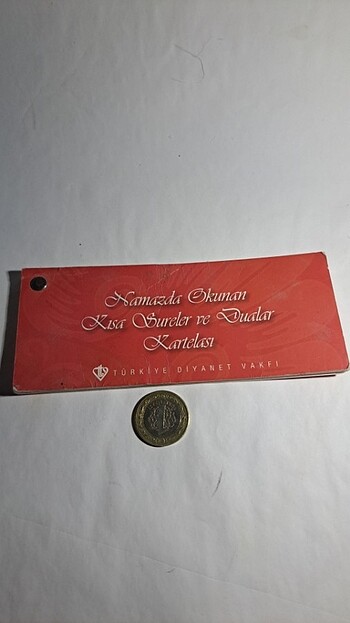 Namazda Okunan
Kısa Sureler ve Dualar
Kartelası
TÜRKİYE DİYANET VAKFI